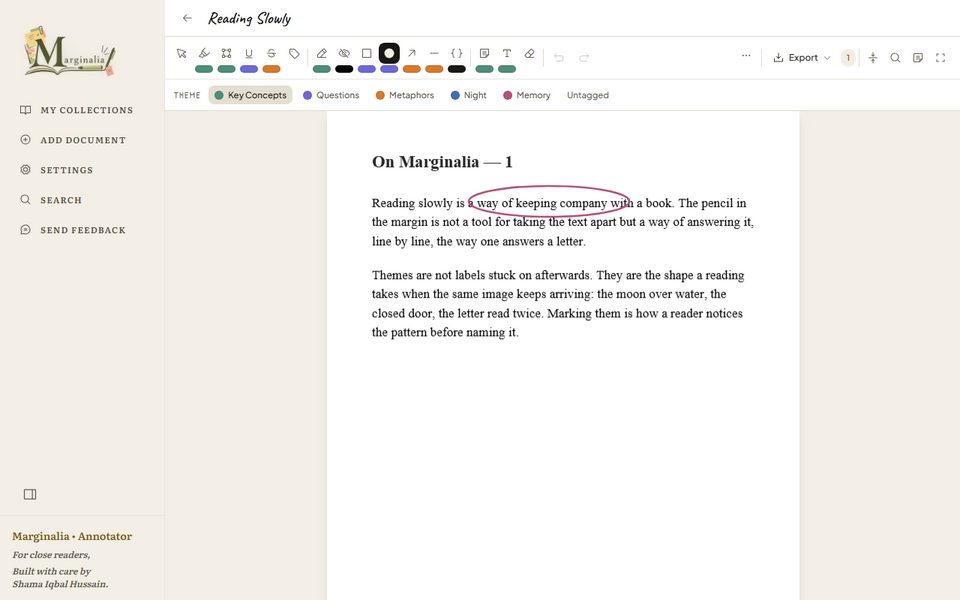 Marginalia
MY COLLECTIONS
ADD DOCUMENT
SETTINGS
SEARCH
SEND FEEDBACK
Marginalia • Annotator
For close readers,
Built with care by
Shama Iqbal Hussain.
Reading Slowly
Export
1
THEME Key Concepts Questions Metaphors Night Memory Untagged
On Marginalia — 1
Reading slowly is a way of keeping company with a book. The pencil in
the margin is not a tool for taking the text apart but a way of answering it,
line by line, the way one answers a letter.
Themes are not labels stuck on afterwards. They are the shape a reading
takes when the same image keeps arriving: the moon over water, the
closed door, the letter read twice. Marking them is how a reader notices
the pattern before naming it.